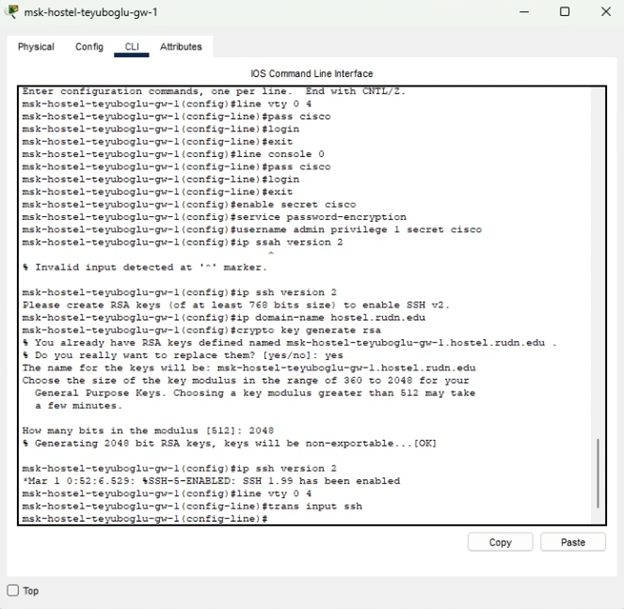 msk-hostel-teyuboglu-gw-1
Physical Config CLI Attributes
IOS Command Line Interface
Enter configuration commands, one per line. End with CNTL/Z.
msk-hostel-teyuboglu-gw-1(config)#line vty 0 4
msk-hostel-teyuboglu-gw-1(config-line)#pass cisco
msk-hostel-teyuboglu-gw-1(config-line)#login
msk-hostel-teyuboglu-gw-1(config-line)#exit
msk-hostel-teyuboglu-gw-1(config)#line console 0
msk-hostel-teyuboglu-gw-1(config-line)#pass cisco
msk-hostel-teyuboglu-gw-1(config-line)#login
msk-hostel-teyuboglu-gw-1(config-line)#exit
msk-hostel-teyuboglu-gw-1(config)#enable secret cisco
msk-hostel-teyuboglu-gw-1(config)#service password-encryption
msk-hostel-teyuboglu-gw-1(config)#username admin privilege 1 secret cisco
msk-hostel-teyuboglu-gw-1(config)#ip ssah version 2
^
% Invalid input detected at '^' marker.
msk-hostel-teyuboglu-gw-1(config)#ip ssh version 2
Please create RSA keys (of at least 768 bits size) to enable SSH v2.
msk-hostel-teyuboglu-gw-1(config)#ip domain-name hostel.rudn.edu
msk-hostel-teyuboglu-gw-1(config)#crypto key generate rsa
% You already have RSA keys defined named msk-hostel-teyuboglu-gw-1.hostel.rudn.edu .
% Do you really want to replace them? [yes/no]: yes
The name for the keys will be: msk-hostel-teyuboglu-gw-1.hostel.rudn.edu
Choose the size of the key modulus in the range of 360 to 2048 for your
General Purpose Keys. Choosing a key modulus greater than 512 may take
a few minutes.
How many bits in the modulus [512]: 2048
% Generating 2048 bit RSA keys, keys will be non-exportable...[OK]
msk-hostel-teyuboglu-gw-1(config)#ip ssh version 2
*Mar 1 0:52:6.529: %SSH-5-ENABLED: SSH 1.99 has been enabled
msk-hostel-teyuboglu-gw-1(config)#line vty 0 4
msk-hostel-teyuboglu-gw-1(config-line)#trans input ssh
msk-hostel-teyuboglu-gw-1(config-line)#
Copy Paste
Top